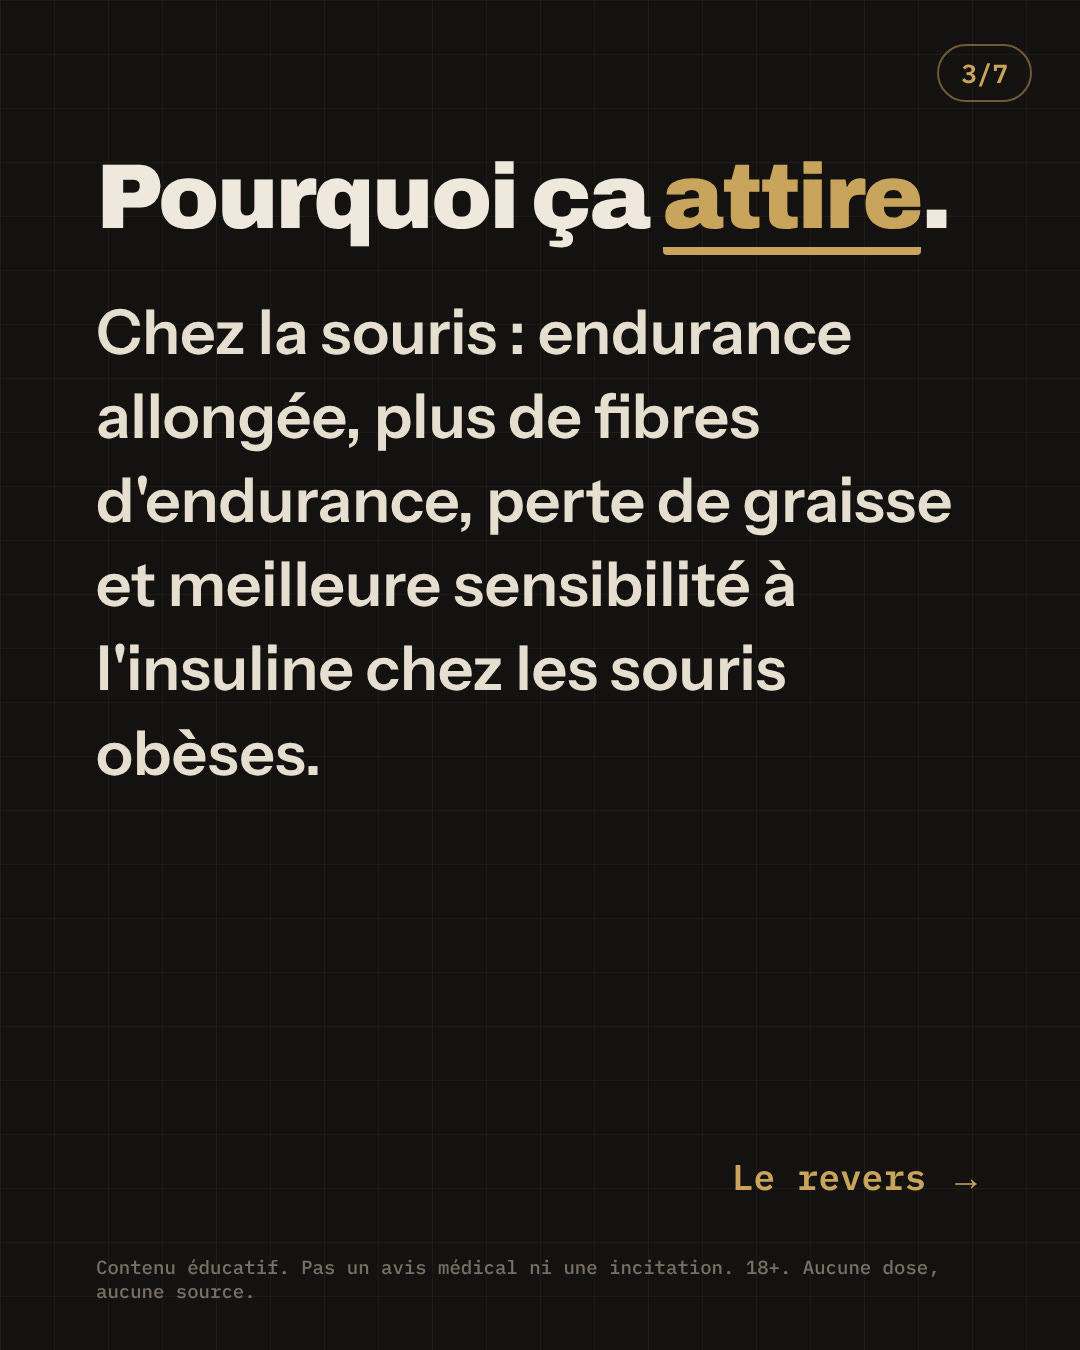 3/7
Pourquoi ça attire.
Chez la souris : endurance
allongée, plus de fibres
d'endurance, perte de graisse
et meilleure sensibilité à
l'insuline chez les souris
obèses.
Le revers →
Contenu éducatif. Pas un avis médical ni une incitation. 18+. Aucune dose,
aucune source.